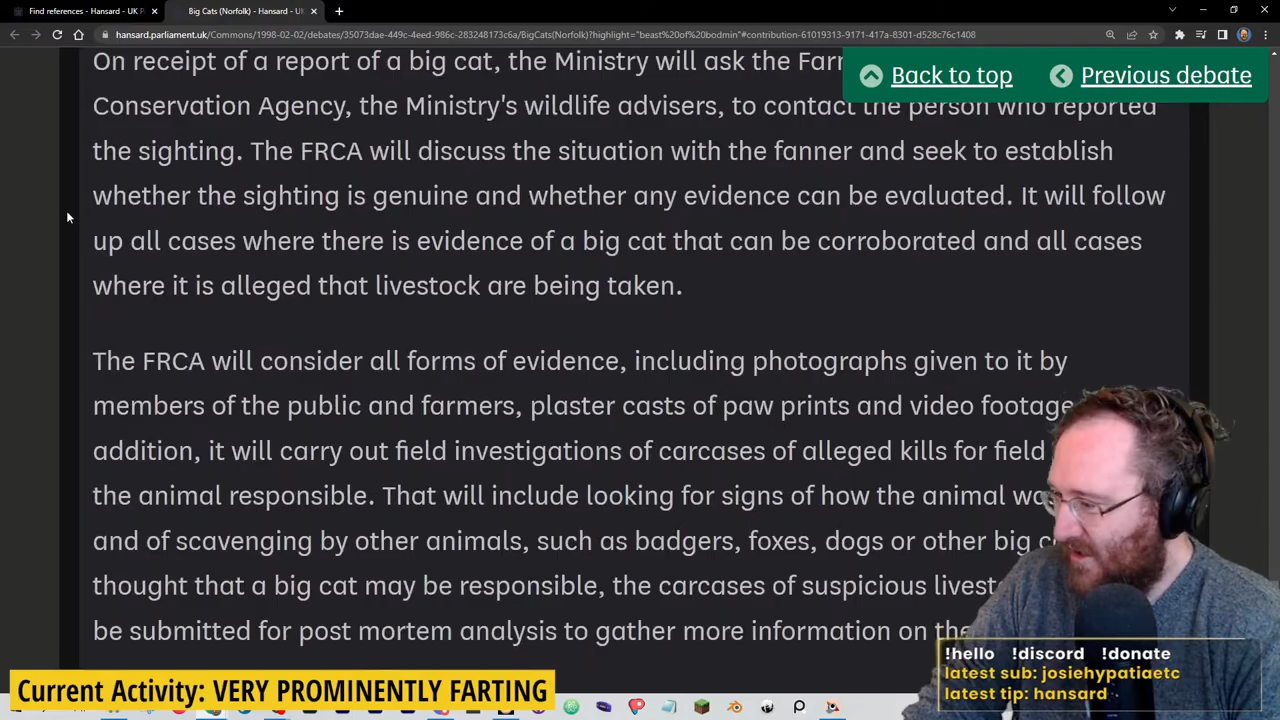 Find references - Hansard - UK P
Big Cats (Norfolk) - Hansard - UK
hansard.parliament.uk/Commons/1998-02-02/debates/35073dae-449c-4eed-986c-283248173c6a/BigCats(Norfolk)?highlight="beast%20of%20bodmin"#contribution-61019313-9171-417a-8301-d528c76c1408
Back to top
Previous debate
On receipt of a report of a big cat, the Ministry will ask the
Conservation Agency, the Ministry's wildlife advisers, to contact the person who reported
the sighting. The FRCA will discuss the situation with the fanner and seek to establish
whether the sighting is genuine and whether any evidence can be evaluated. It will follow
up all cases where there is evidence of a big cat that can be corroborated and all cases
where it is alleged that livestock are being taken.
The FRCA will consider all forms of evidence, including photographs given to it by
members of the public and farmers, plaster casts of paw prints and video footage
addition, it will carry out field investigations of carcases of alleged kills for field
the animal responsible. That will include looking for signs of how the animal
and of scavenging by other animals, such as badgers, foxes, dogs or other big
thought that a big cat may be responsible, the carcases of suspicious
be submitted for post mortem analysis to gather more information on
!hello !discord !donate
latest sub: josiehypatiaetc
latest tip: hansard
Current Activity: VERY PROMINENTLY FARTING